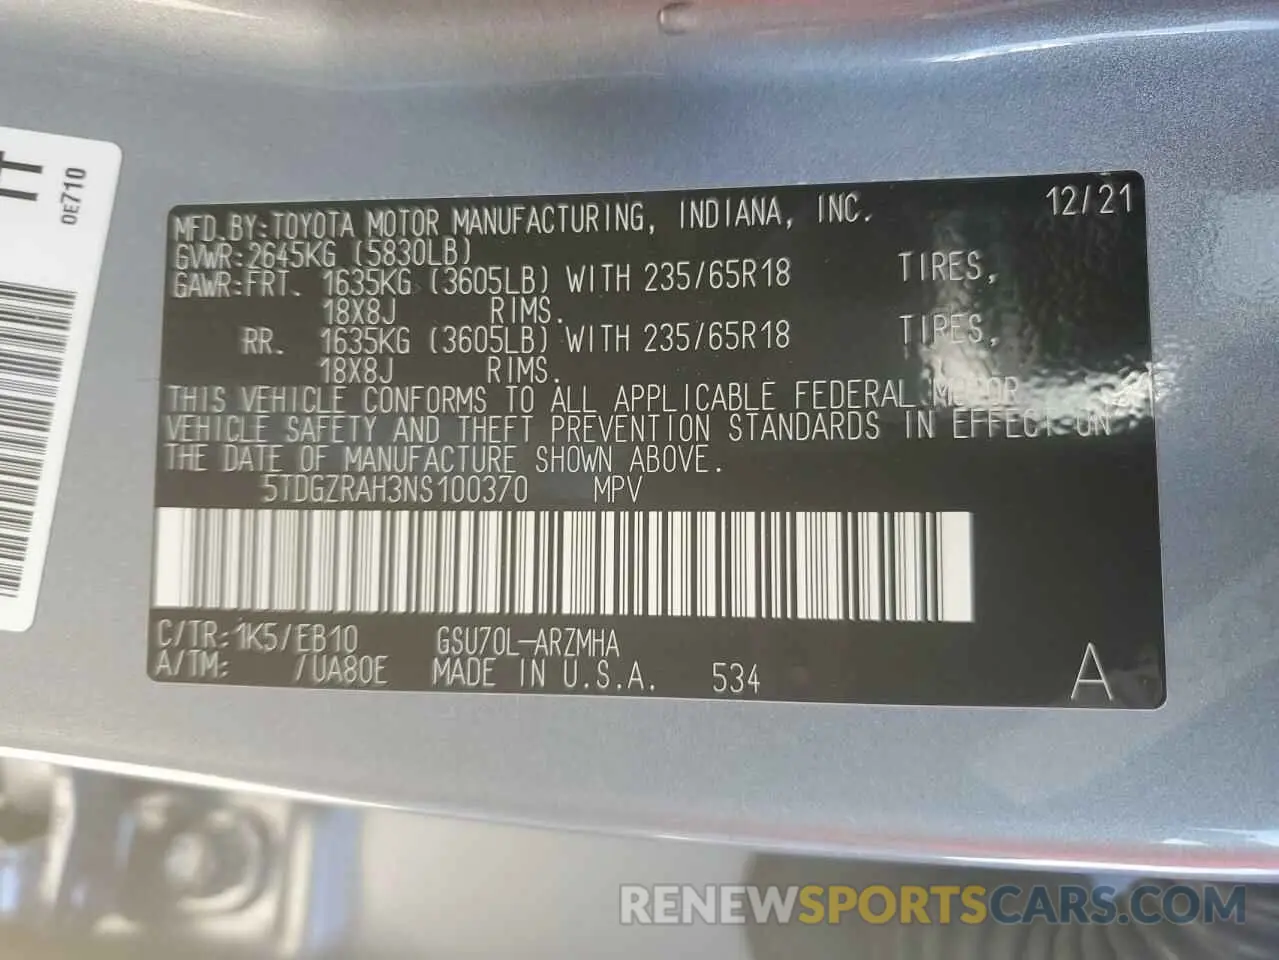 TT
0E710
MFD.BY:TOYOTA MOTOR MANUFACTURING, INDIANA, INC. 12/21
GVWR:2645KG (5830LB)
GAWR:FRT. 1635KG (3605LB) WITH 235/65R18 TIRES,
18X8J RIMS.
RR. 1635KG (3605LB) WITH 235/65R18 TIRES,
18X8J RIMS.
THIS VEHICLE CONFORMS TO ALL APPLICABLE FEDERAL MOTOR
VEHICLE SAFETY AND THEFT PREVENTION STANDARDS IN EFFECT ON
THE DATE OF MANUFACTURE SHOWN ABOVE.
5TDGZRAH3NS100370 MPV
C/TR:1K5/EB10 GSU70L-ARZMHA
A/TM: /UA80E MADE IN U.S.A. 534 A
RENEWSPORTSCARS.COM